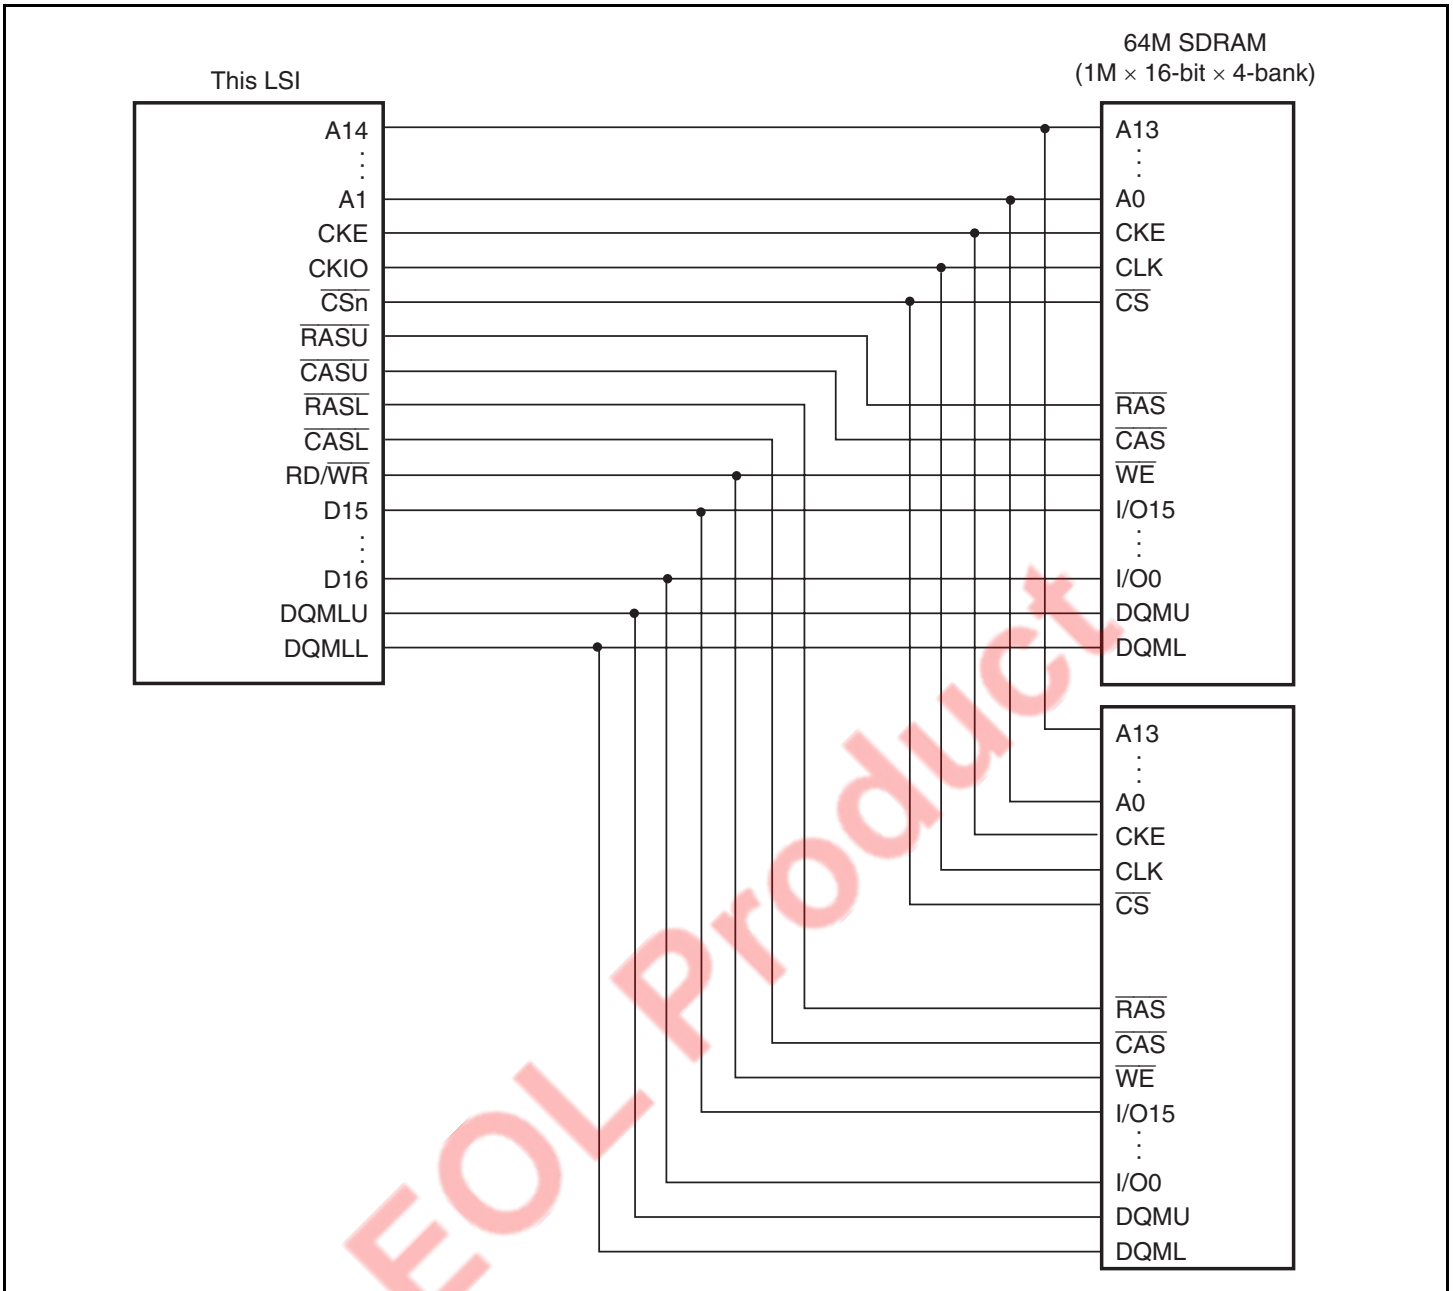 64M SDRAM
(1M × 16-bit × 4-bank)
This LSI
A14
A1
CKE
CKIO
CSn
RASU
CASU
RASL
CASL
RD/WR
D15
D16
DQMLU
DQMLL
A13
A0
CKE
CLK
CS
RAS
CAS
WE
I/O15
I/O0
DQMU
DQML
A13
A0
CKE
CLK
CS
RAS
CAS
WE
I/O15
I/O0
DQMU
DQML
EOL Product